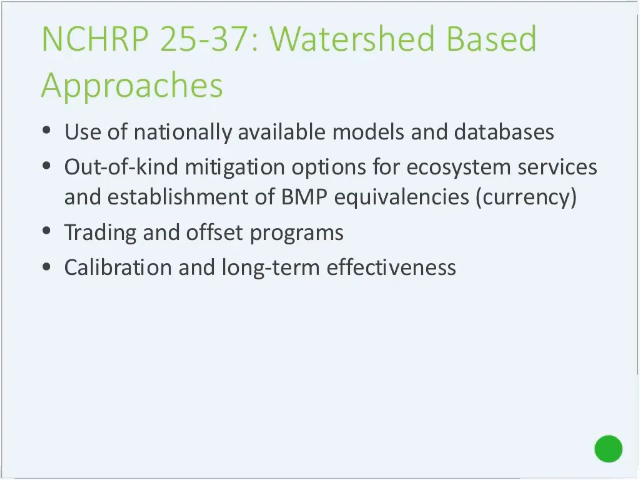 NCHRP 25-37: Watershed Based
Approaches
• Use of nationally available models and databases
• Out-of-kind mitigation options for ecosystem services
and establishment of BMP equivalencies (currency)
• Trading and offset programs
• Calibration and long-term effectiveness